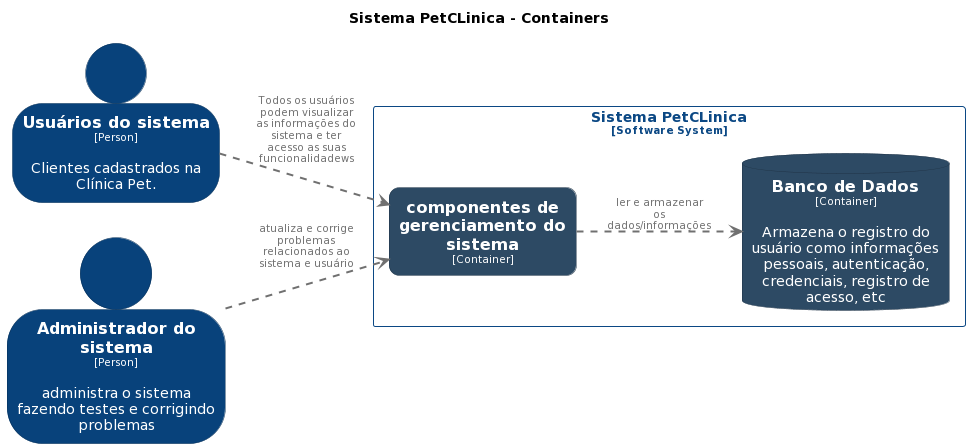 Sistema PetCLinica - Containers
Usuários do sistema
[Person]
Clientes cadastrados na
Clínica Pet.
Todos os usuários
podem visualizar
as informações do
sistema e ter
acesso as suas
funcionalidadews
Sistema PetCLinica
[Software System]
componentes de
gerenciamento do
sistema
[Container]
ler e armazenar
os
dados/informações
Banco de Dados
[Container]
Armazena o registro do
usuário como informações
pessoais, autenticação,
credenciais, registro de
acesso, etc
atualiza e corrige
problemas
relacionados ao
sistema e usuário
Administrador do
sistema
[Person]
administra o sistema
fazendo testes e corrigindo
problemas